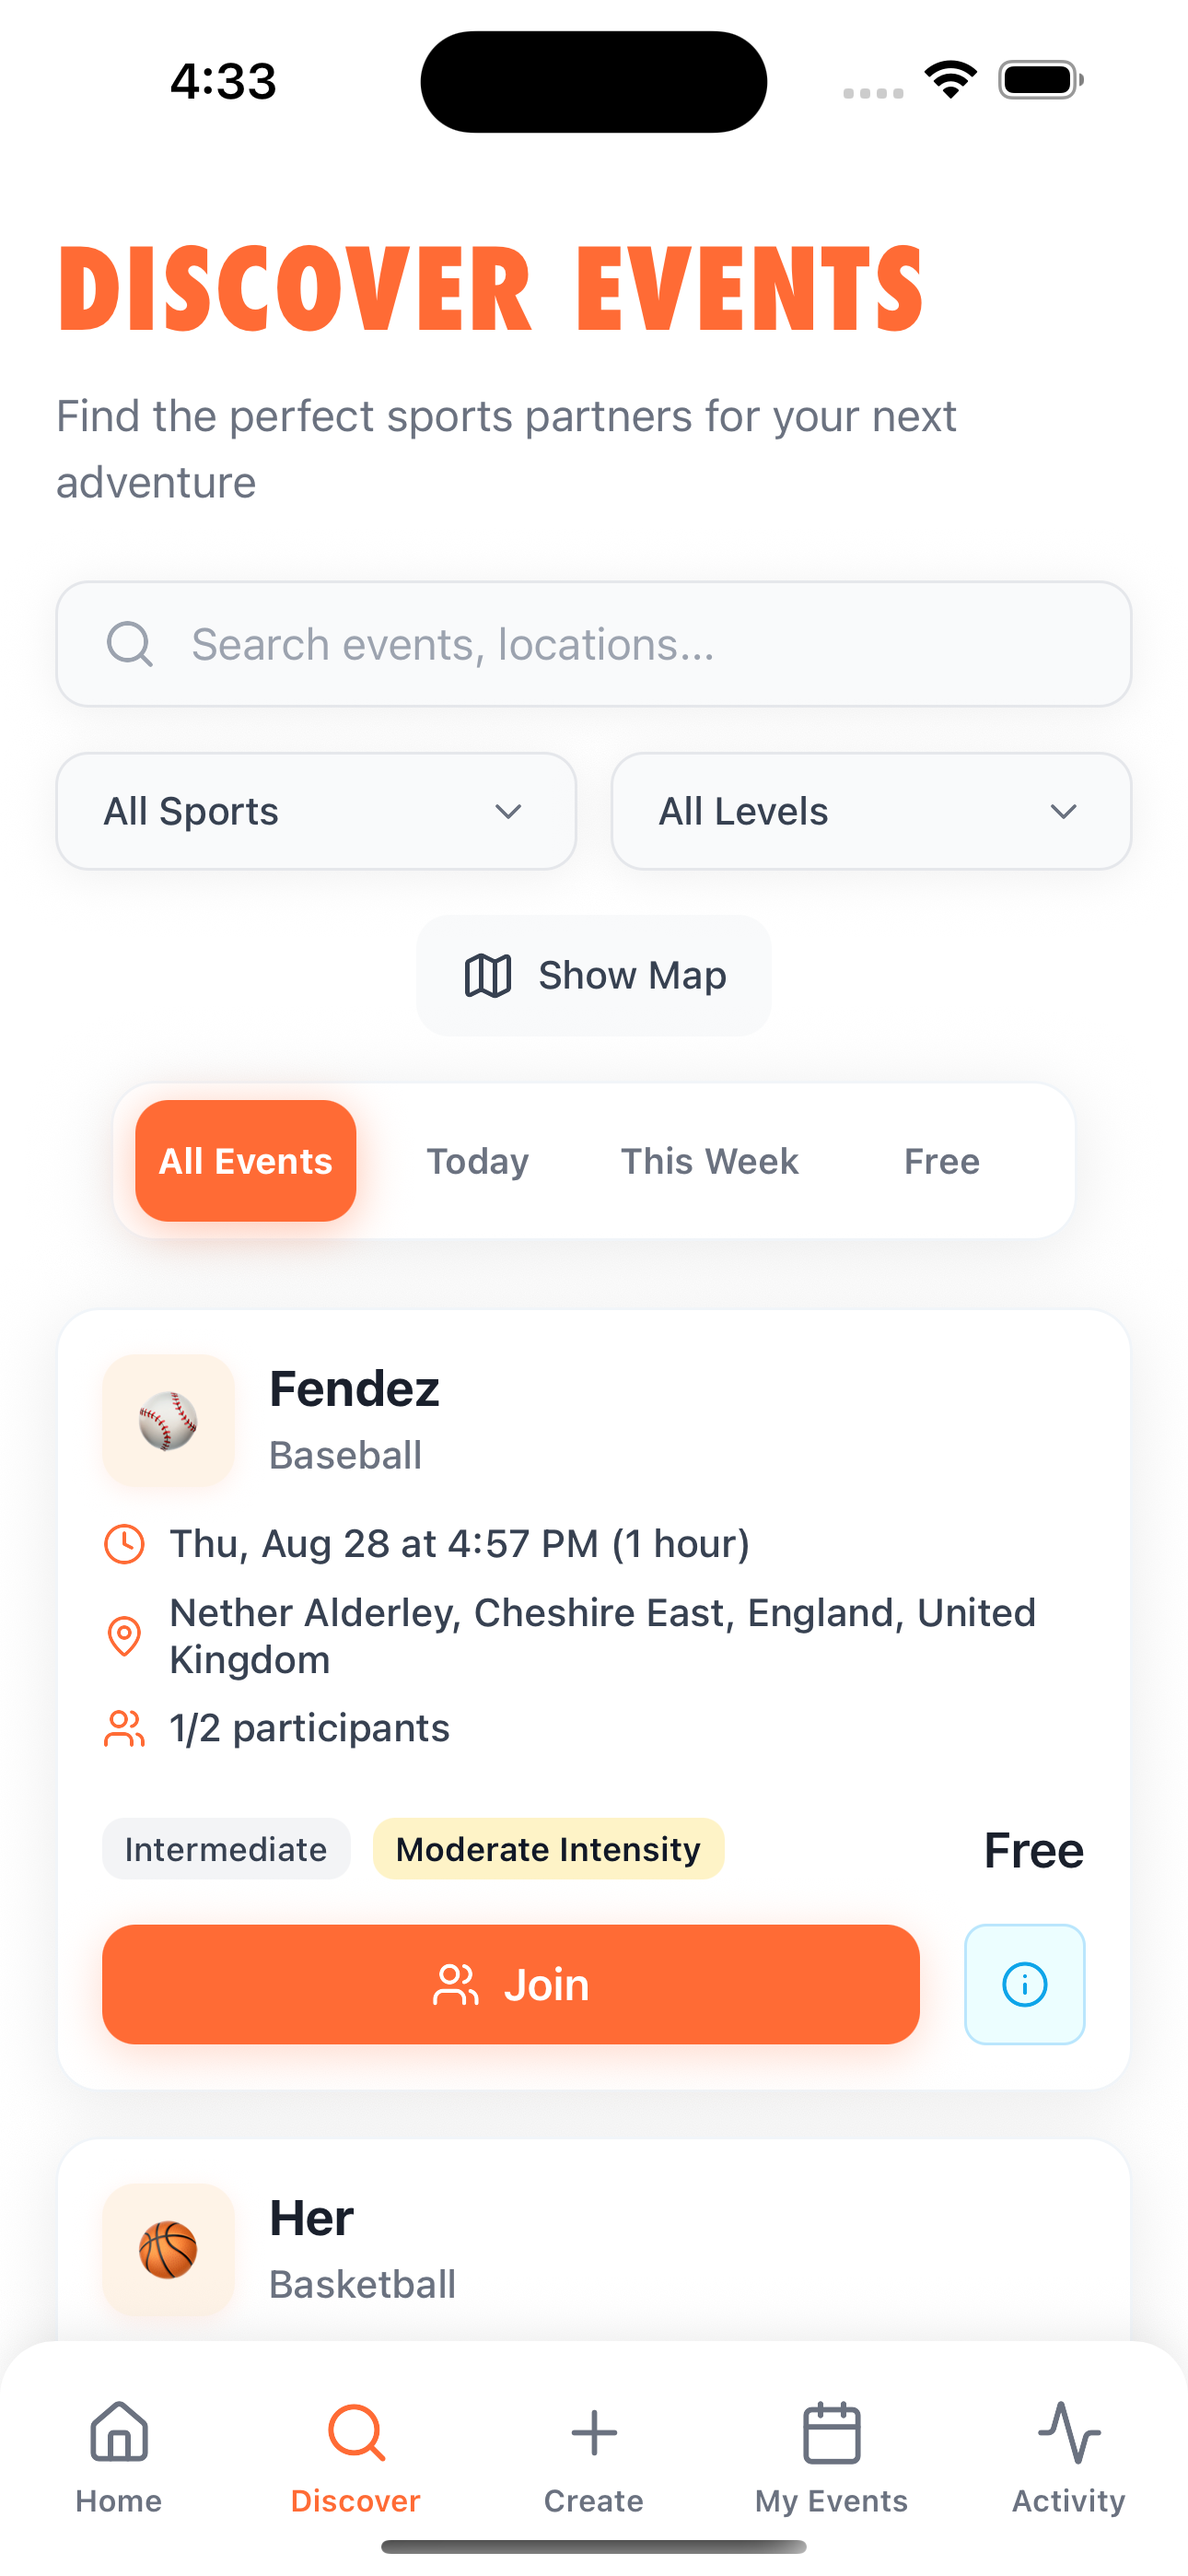 4:33
DISCOVER EVENTS
Find the perfect sports partners for your next
adventure
Search events, locations...
All Sports
All Levels
Show Map
All Events
Today
This Week
Free
Fendez
Baseball
Thu, Aug 28 at 4:57 PM (1 hour)
Nether Alderley, Cheshire East, England, United
Kingdom
1/2 participants
Intermediate
Moderate Intensity
Free
Join
Her
Basketball
Home
Discover
Create
My Events
Activity